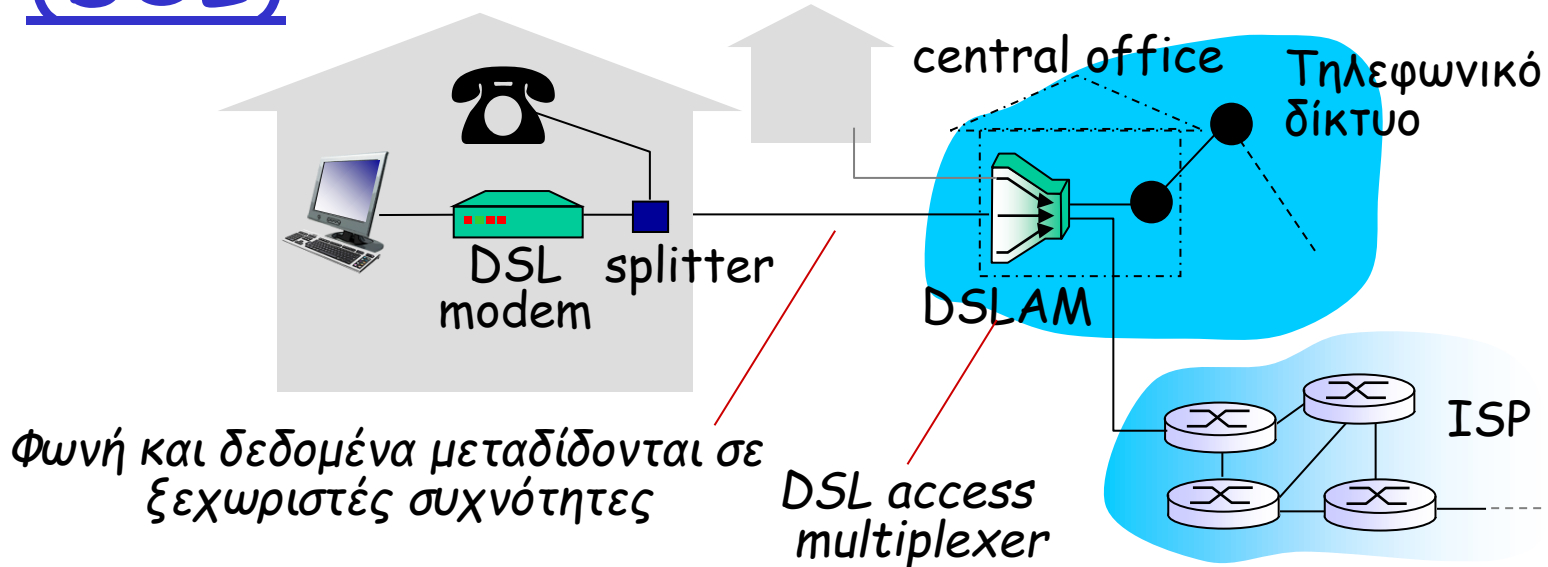 central office
Τηλεφωνικό
δίκτυο
DSL
modem
splitter
DSLAM
ISP
Φωνή και δεδομένα μεταδίδονται σε
ξεχωριστές συχνότητες
DSL access
multiplexer